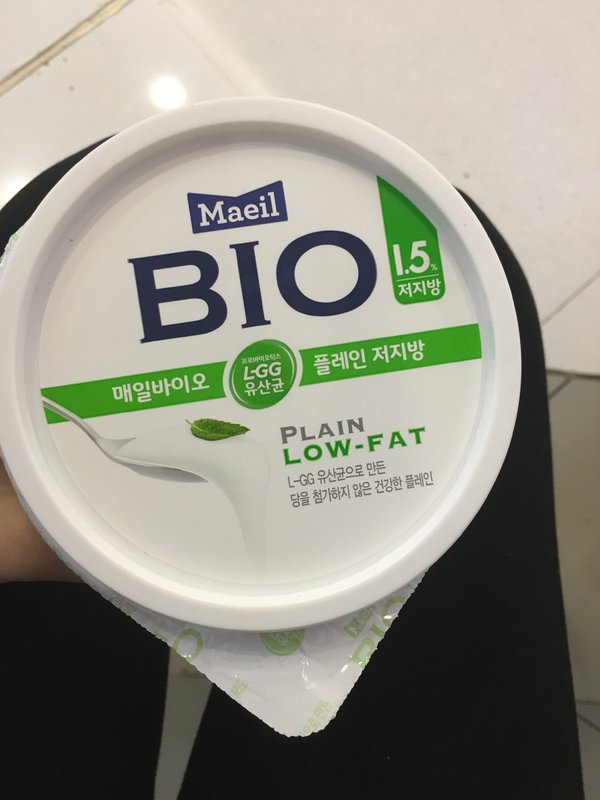 Maeil
BIO
1.5%
저지방
매일바이오
프로바이오틱스
L-GG
유산균
플레인 저지방
PLAIN
LOW-FAT
L-GG 유산균으로 만든
당을 첨가하지 않은 건강한 플레인
BIO